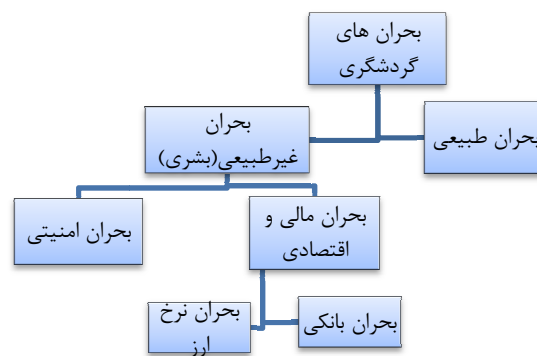 بحران های
گردشگری
بحران طبیعی
بحران
غیرطبیعی(بشری)
بحران مالی و
اقتصادی
بحران امنیتی
بحران بانکی
بحران نرخ
ارز